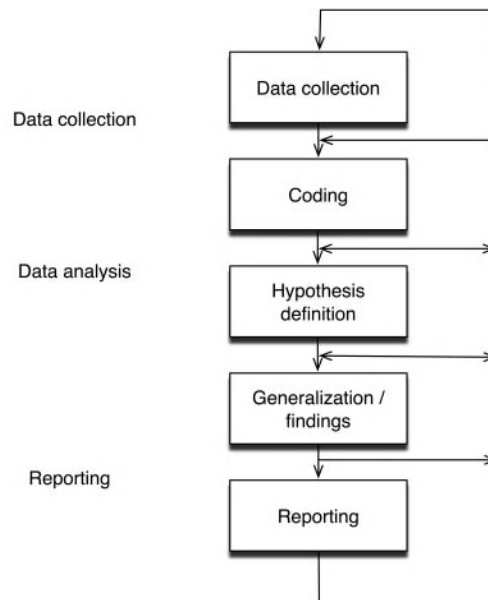 Data collection
Data collection
Coding
Data analysis
Hypothesis
definition
Generalization /
findings
Reporting
Reporting